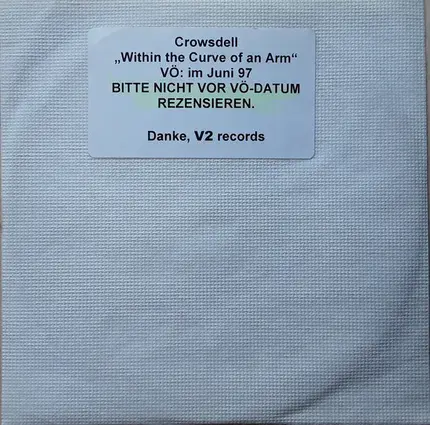 Crowsdell
„Within the Curve of an Arm“
VÖ: im Juni 97
BITTE NICHT VOR VÖ-DATUM
REZENSIEREN.
Danke, V2 records